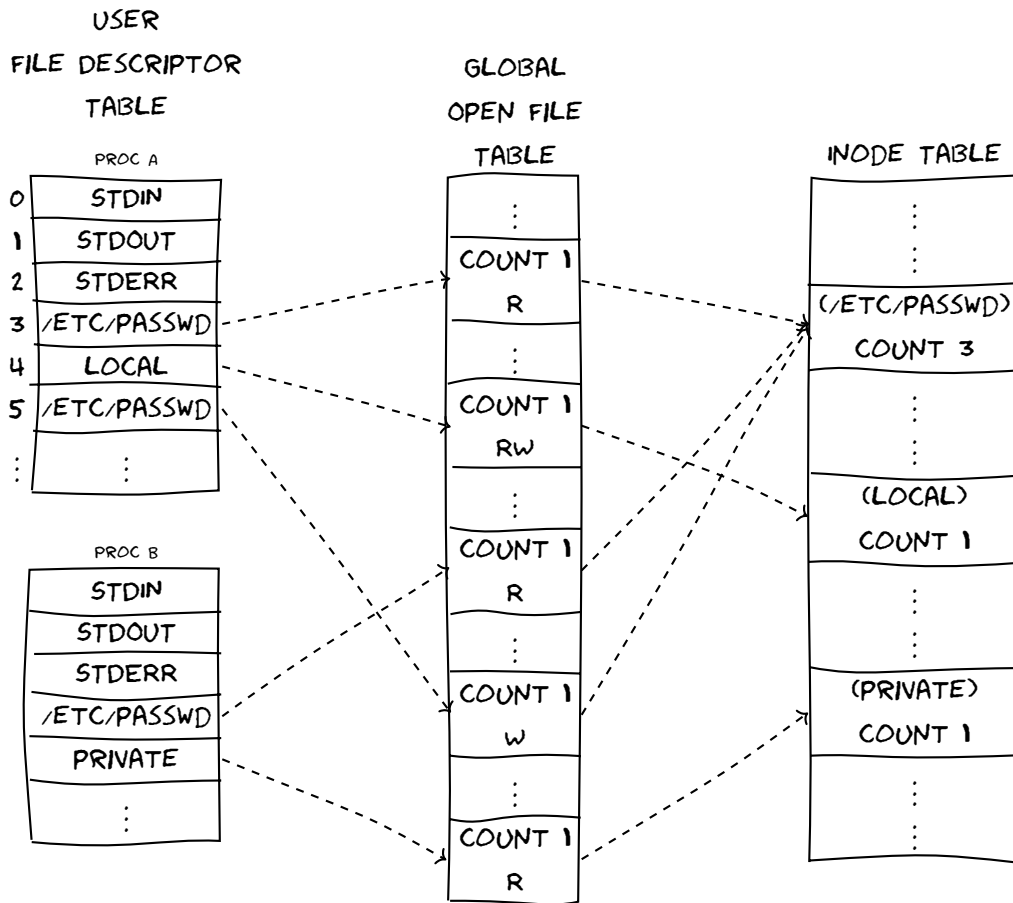 USER
FILE DESCRIPTOR
TABLE
PROC A
0 STDIN
1 STDOUT
2 STDERR
3 /ETC/PASSWD
4 LOCAL
5 /ETC/PASSWD
⋮ ⋮
PROC B
STDIN
STDOUT
STDERR
/ETC/PASSWD
PRIVATE
⋮
GLOBAL
OPEN FILE
TABLE
⋮
COUNT 1
R
⋮
COUNT 1
RW
⋮
COUNT 1
R
⋮
COUNT 1
W
⋮
COUNT 1
R
INODE TABLE
⋮
⋮
(/ETC/PASSWD)
COUNT 3
⋮
⋮
(LOCAL)
COUNT 1
⋮
⋮
(PRIVATE)
COUNT 1
⋮
⋮